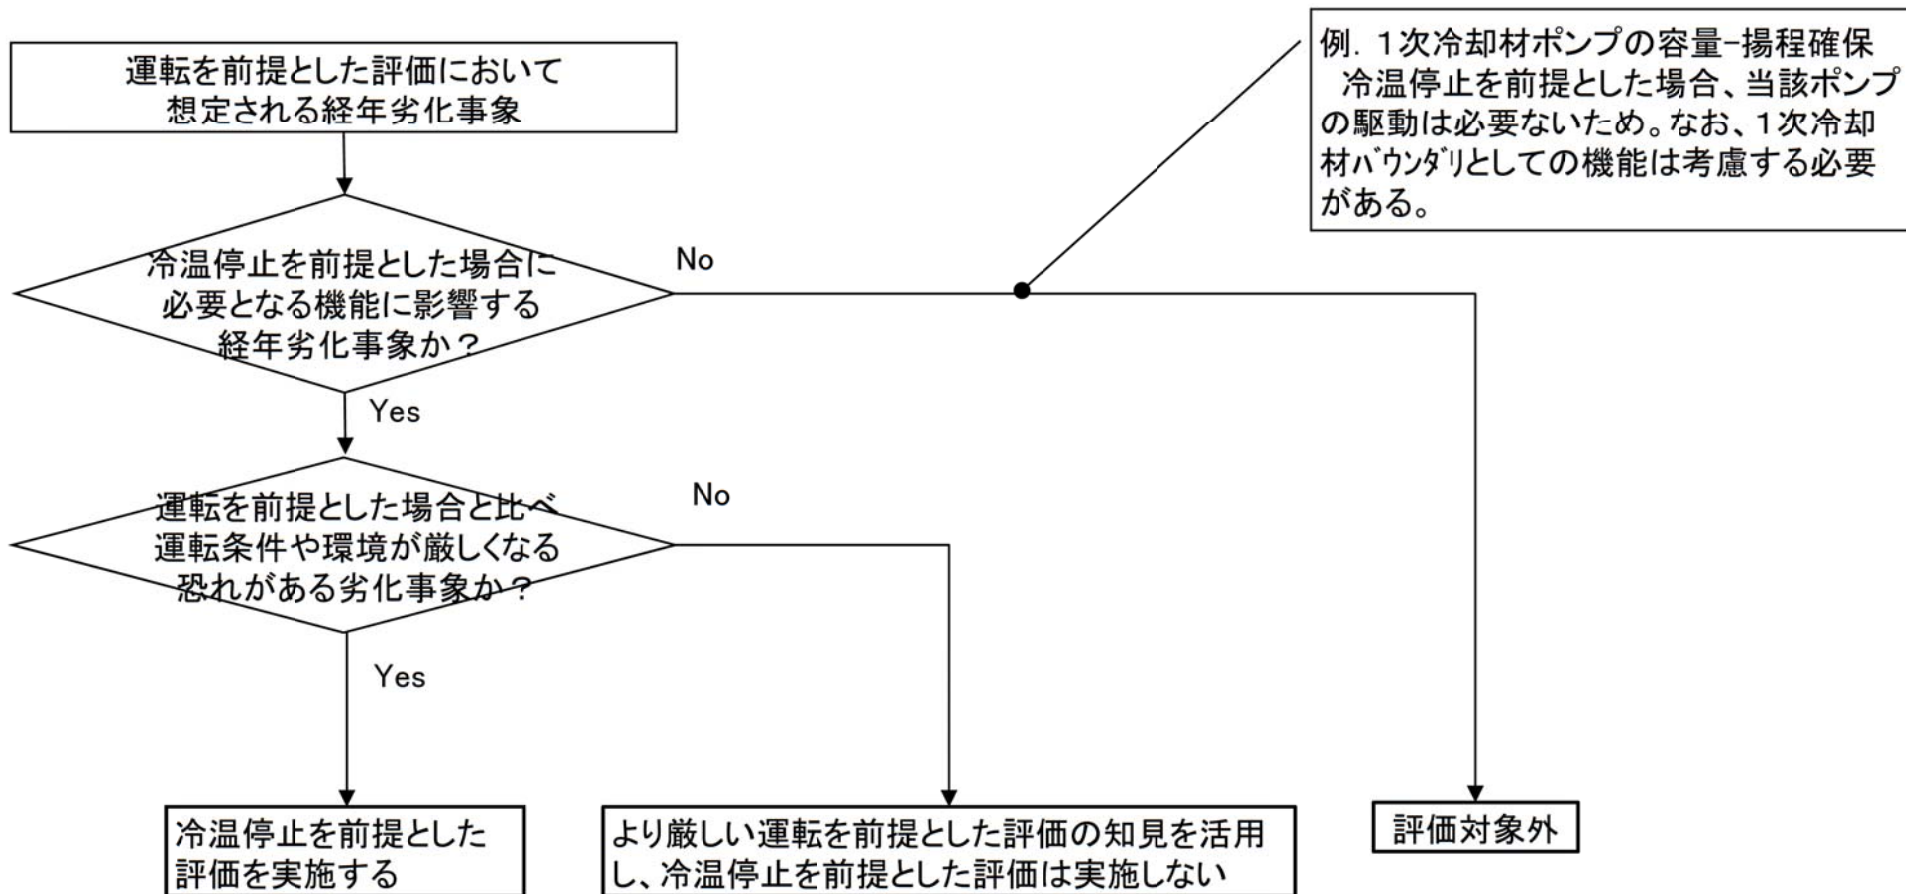 運転を前提とした評価において
想定される経年劣化事象
例. 1次冷却材ポンプの容量-揚程確保
冷温停止を前提とした場合、当該ポンプ
の駆動は必要ないため。なお、1次冷却
材バウンダリとしての機能は考慮する必要
がある。
冷温停止を前提とした場合に
必要となる機能に影響する
経年劣化事象か？
No
Yes
運転を前提とした場合と比べ
運転条件や環境が厳しくなる
恐れがある劣化事象か？
No
Yes
冷温停止を前提とした
評価を実施する
より厳しい運転を前提とした評価の知見を活用
し、冷温停止を前提とした評価は実施しない
評価対象外